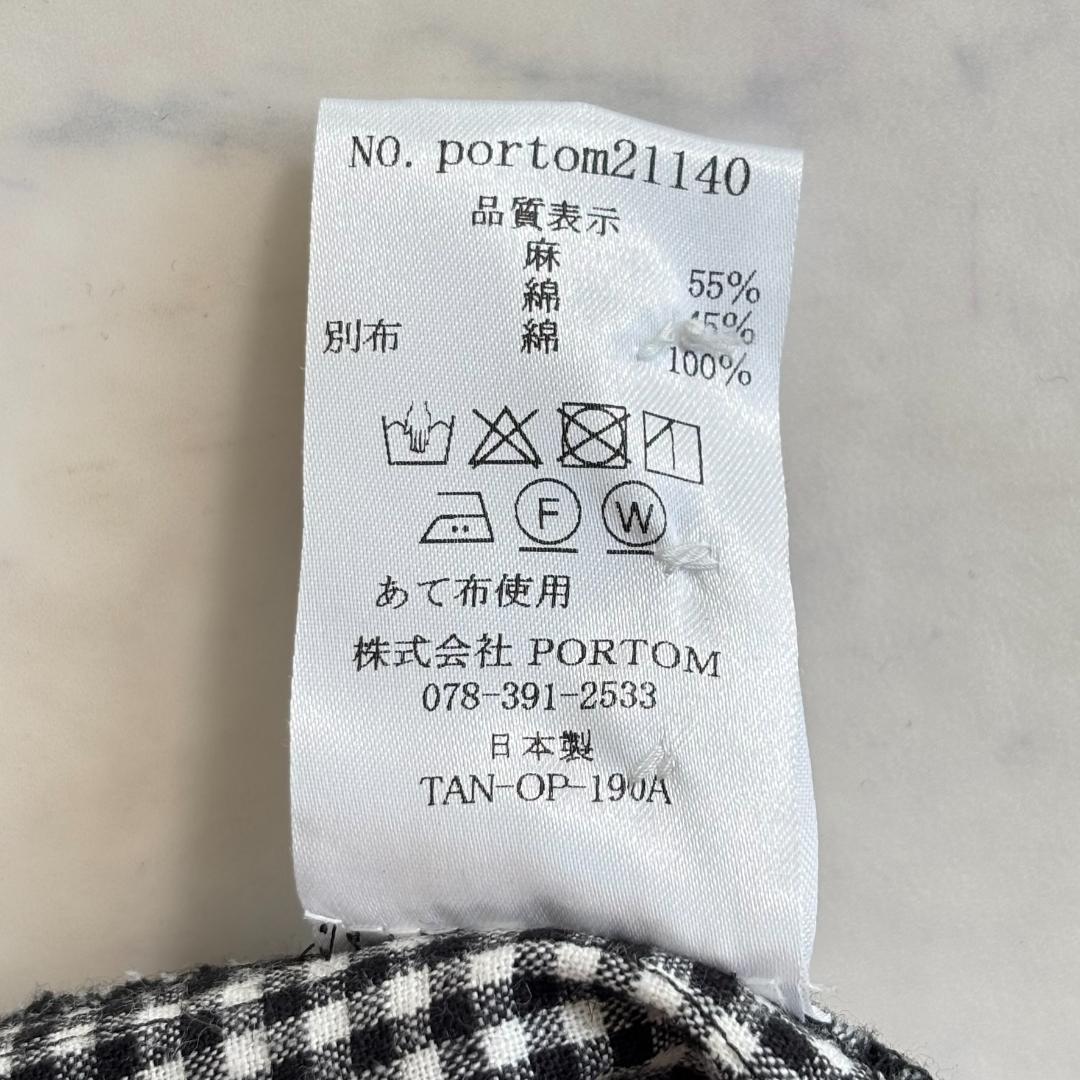 NO. portom21140
品質表示
麻 55%
綿 45%
別布 綿 100%
F W
あて布使用
株式会社 PORTOM
078-391-2533
日本製
TAN-OP-190A